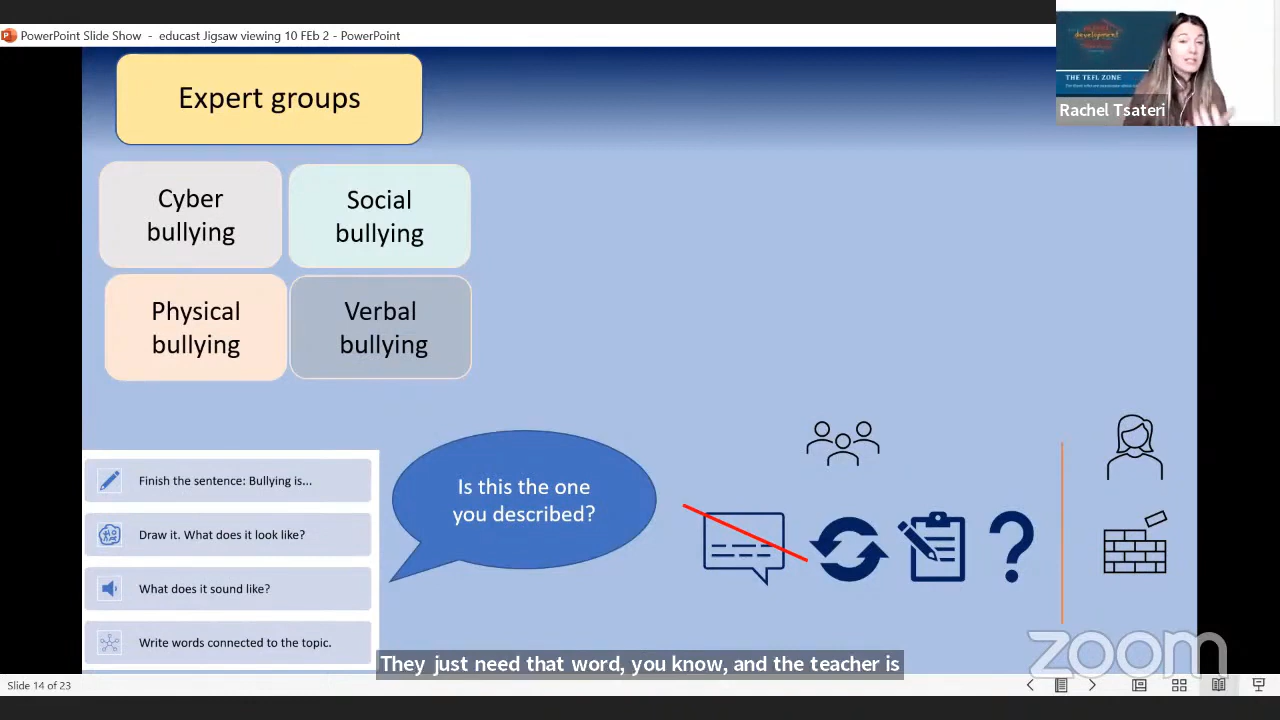 PowerPoint Slide Show - educast Jigsaw viewing 10 FEb 2 - PowerPoint
development
THE TEFL ZONE
Rachel Tsateri
Expert groups
Cyber
bullying
Social
bullying
Physical
bullying
Verbal
bullying
Finish the sentence: Bullying is...
Draw it. What does it look like?
What does it sound like?
Write words connected to the topic.
Is this the one
you described?
They just need that word, you know, and the teacher is
zoom
Slide 14 of 23